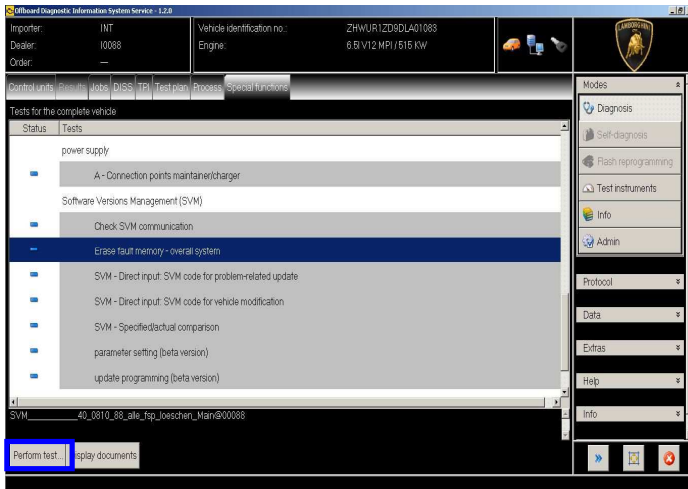 Offboard Diagnostic Information System Service - 1.2.0
Importer: INT
Dealer: 10088
Order: —
Vehicle identification no.: ZHWUR1ZD9DLA01083
Engine: 6.5l V12 MPI / 515 KW
LAMBORGHINI
Control units Results Jobs DISS TPI Test plan Process Special functions
Tests for the complete vehicle
Status Tests
power supply
A - Connection points maintainer/charger
Software Versions Management (SVM)
Check SVM communication
Erase fault memory - overall system
SVM - Direct input: SVM code for problem-related update
SVM - Direct input: SVM code for vehicle modification
SVM - Specified/actual comparison
parameter setting (beta version)
update programming (beta version)
SVM_______40_0810_88_alle_fsp_loeschen_Main@00088
Perform test... isplay documents
Modes
Diagnosis
Self-diagnosis
Flash reprogramming
Test instruments
Info
Admin
Protocol
Data
Extras
Help
Info